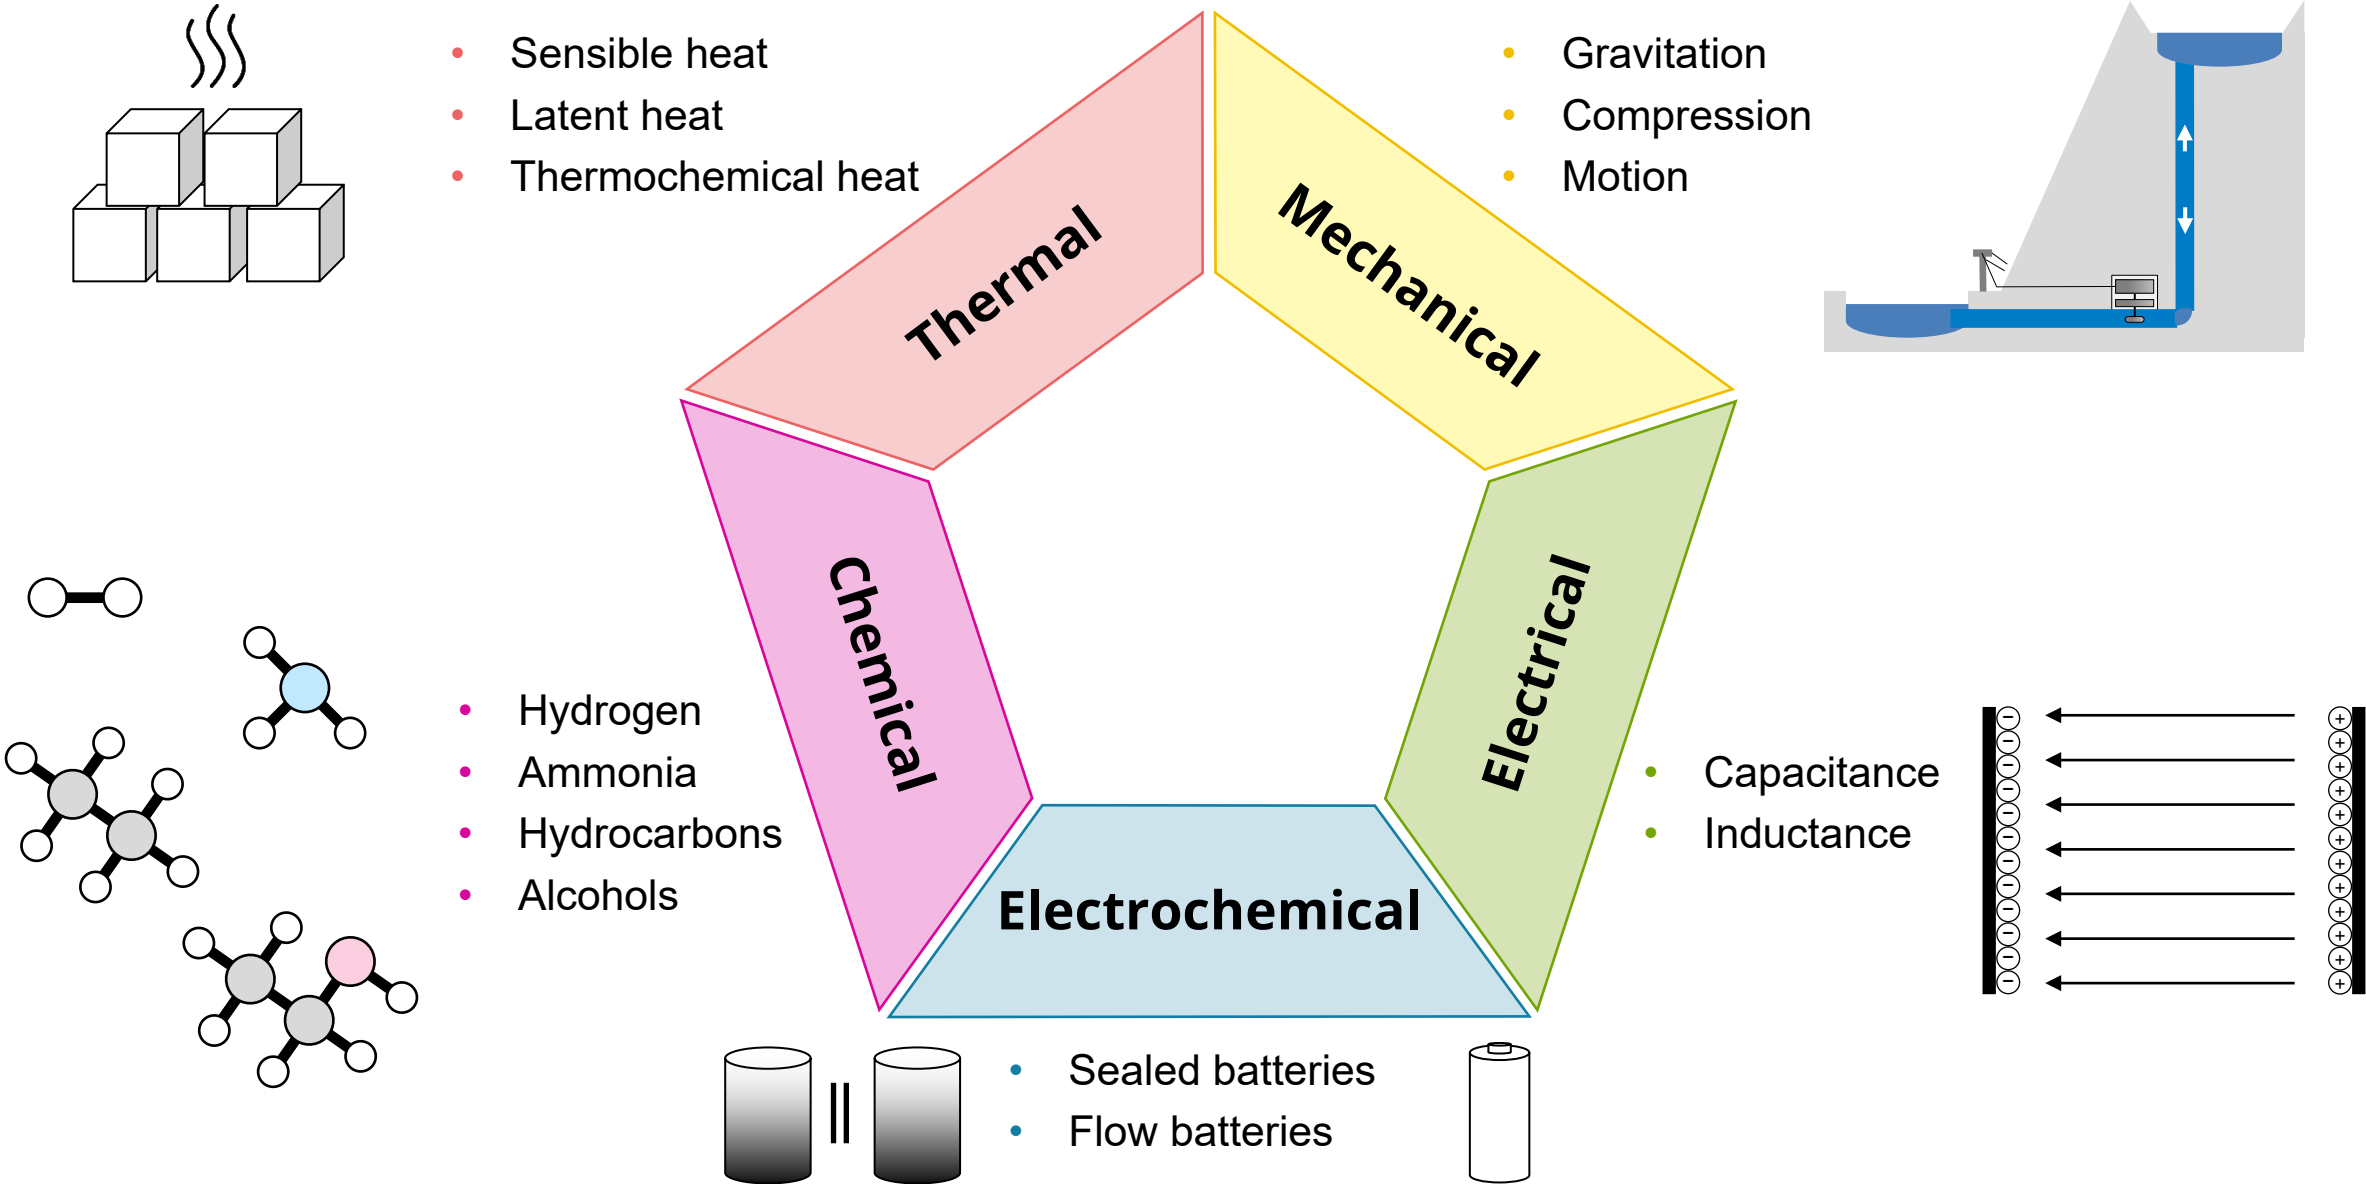 Sensible heat
Latent heat
Thermochemical heat
Thermal
Mechanical
Gravitation
Compression
Motion
Chemical
Hydrogen
Ammonia
Hydrocarbons
Alcohols
Electrical
Capacitance
Inductance
Electrochemical
Sealed batteries
Flow batteries